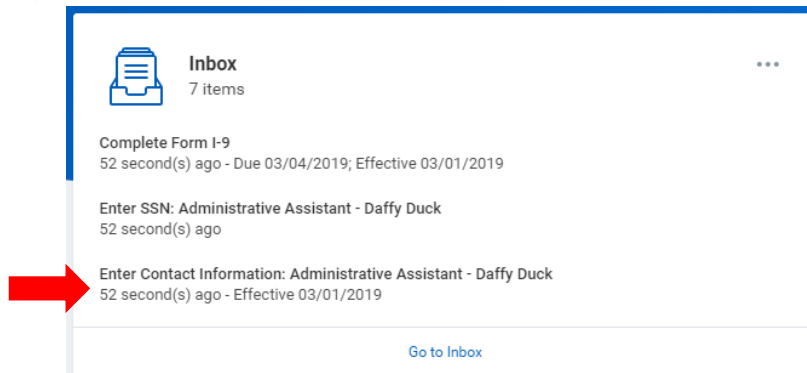 Inbox
7 items
Complete Form I-9
52 second(s) ago - Due 03/04/2019; Effective 03/01/2019
Enter SSN: Administrative Assistant - Daffy Duck
52 second(s) ago
Enter Contact Information: Administrative Assistant - Daffy Duck
52 second(s) ago - Effective 03/01/2019
Go to Inbox